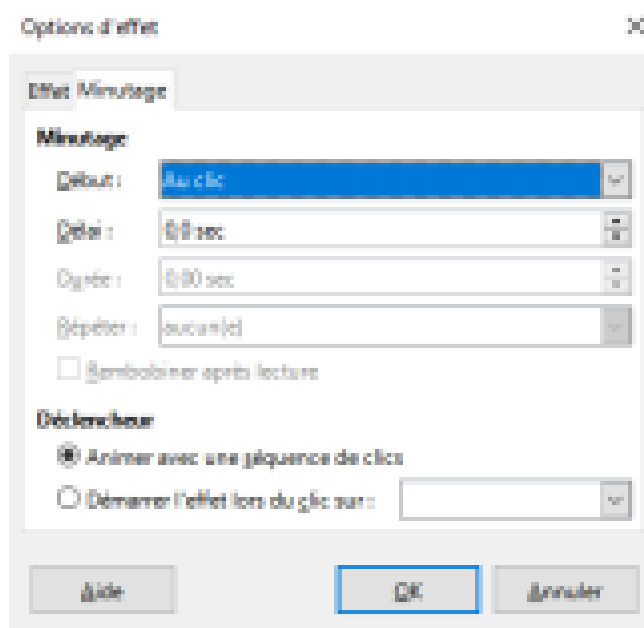 Options d'effet
Effet Minutage
Minutage
Début : Au clic
Délai : 0,0 sec
Durée : 0,00 sec
Répéter : aucun(e)
Rembobiner après lecture
Déclencheur
Animer avec une séquence de clics
Démarrer l'effet lors du clic sur :
Aide OK Annuler